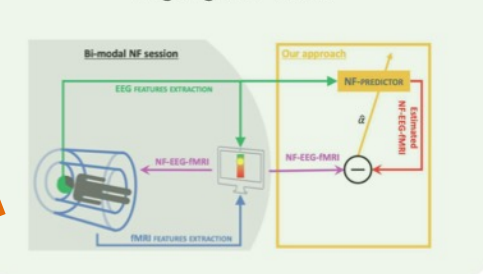 Bi-modal NF session
Our approach
EEG FEATURES EXTRACTION
NF-PREDICTOR
Estimated
NF-EEG-fMRI
α̂
NF-EEG-fMRI
NF-EEG-fMRI
fMRI FEATURES EXTRACTION